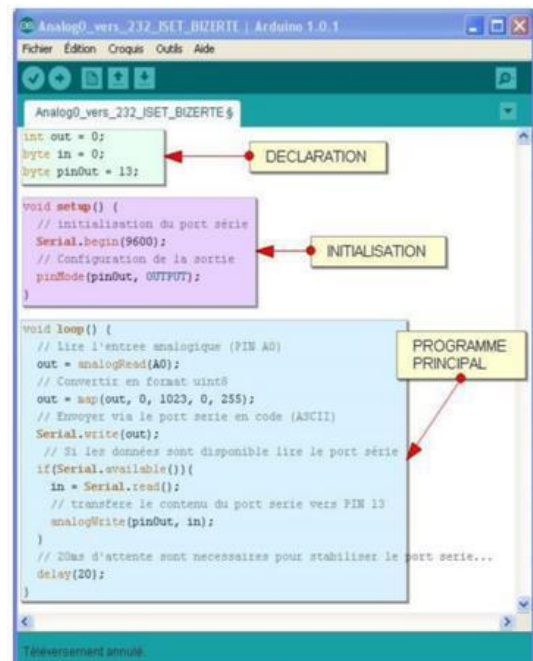 Analog0_vers_232_ISET_BIZERTE | Arduino 1.0.1
Fichier Édition Croquis Outils Aide
Analog0_vers_232_ISET_BIZERTE §
int out = 0;
byte in = 0;
byte pinOut = 13;
DECLARATION
void setup() {
// initialisation du port série
Serial.begin(9600);
// Configuration de la sortie
pinMode(pinOut, OUTPUT);
}
INITIALISATION
void loop() {
// Lire l'entree analogique (PIN A0)
out = analogRead(A0);
// Convertir en format uint8
out = map(out, 0, 1023, 0, 255);
// Envoyer via le port serie en code (ASCII)
Serial.write(out);
// Si les données sont disponible lire le port série
if(Serial.available()){
in = Serial.read();
// transfere le contenu du port serie vers PIN 13
analogWrite(pinOut, in);
}
// 20ms d'attente sont necessaires pour stabiliser le port serie...
delay(20);
}
PROGRAMME
PRINCIPAL
Téléversement annulé.